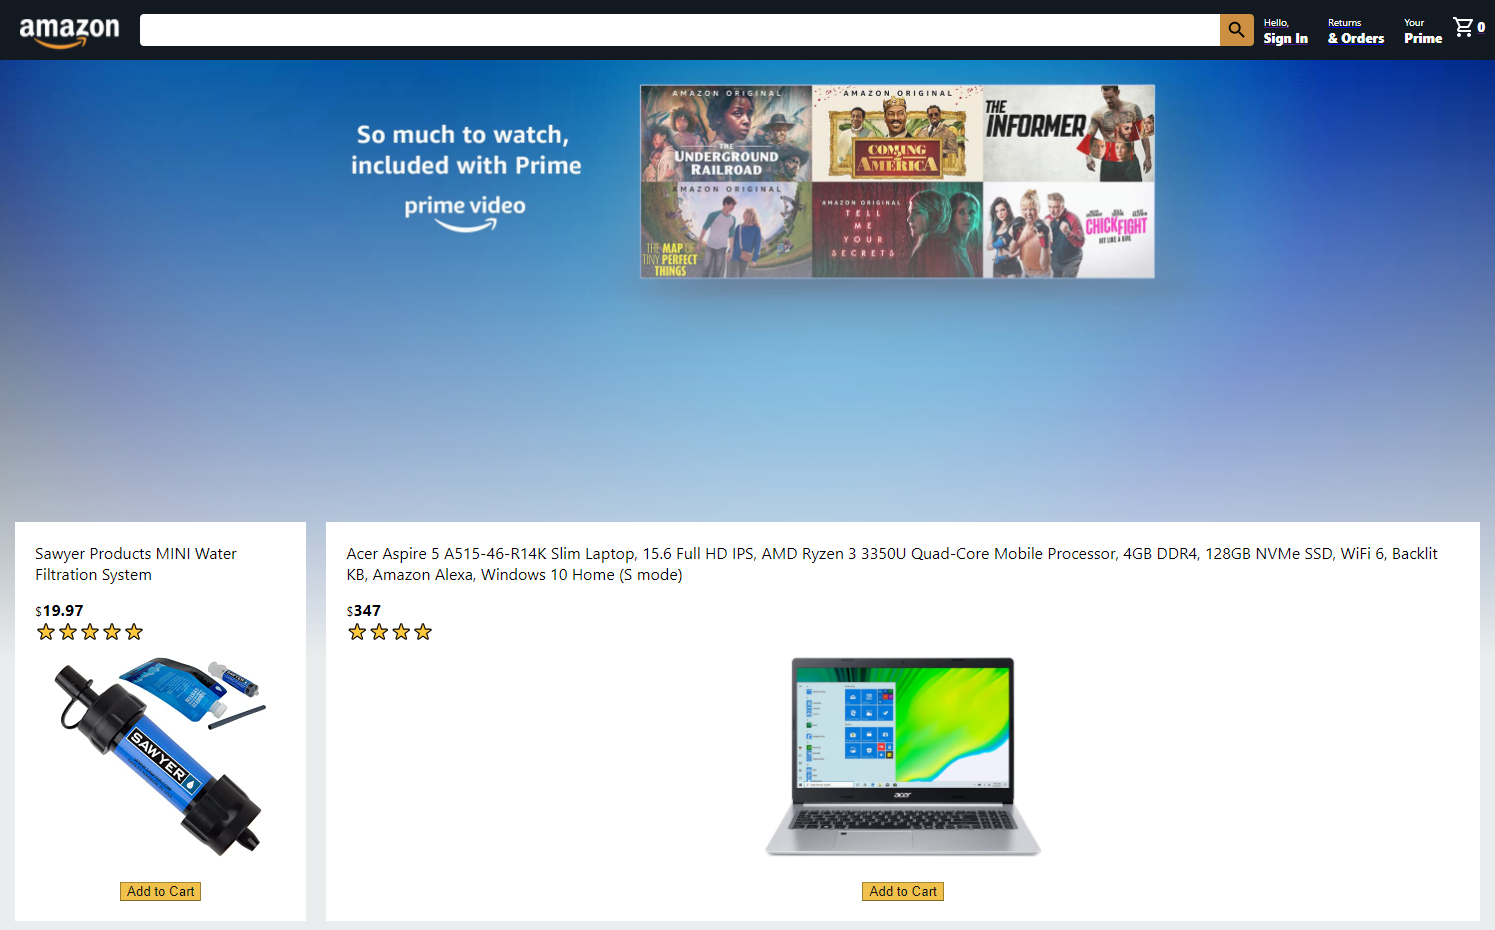 amazon
Hello,
Sign In
Returns
& Orders
Your
Prime
0
So much to watch,
included with Prime
prime video
AMAZON ORIGINAL
THE
UNDERGROUND
RAILROAD
AMAZON ORIGINAL
COMING
2
AMERICA
THE
INFORMER
AMAZON ORIGINAL
THE MAP OF
TINY PERFECT
THINGS
AMAZON ORIGINAL
TELL
ME
YOUR
SECRETS
CHICK FIGHT
HIT LIKE A GIRL
Sawyer Products MINI Water
Filtration System
$19.97
SAWYER
Add to Cart
Acer Aspire 5 A515-46-R14K Slim Laptop, 15.6 Full HD IPS, AMD Ryzen 3 3350U Quad-Core Mobile Processor, 4GB DDR4, 128GB NVMe SSD, WiFi 6, Backlit
KB, Amazon Alexa, Windows 10 Home (S mode)
$347
acer
Add to Cart